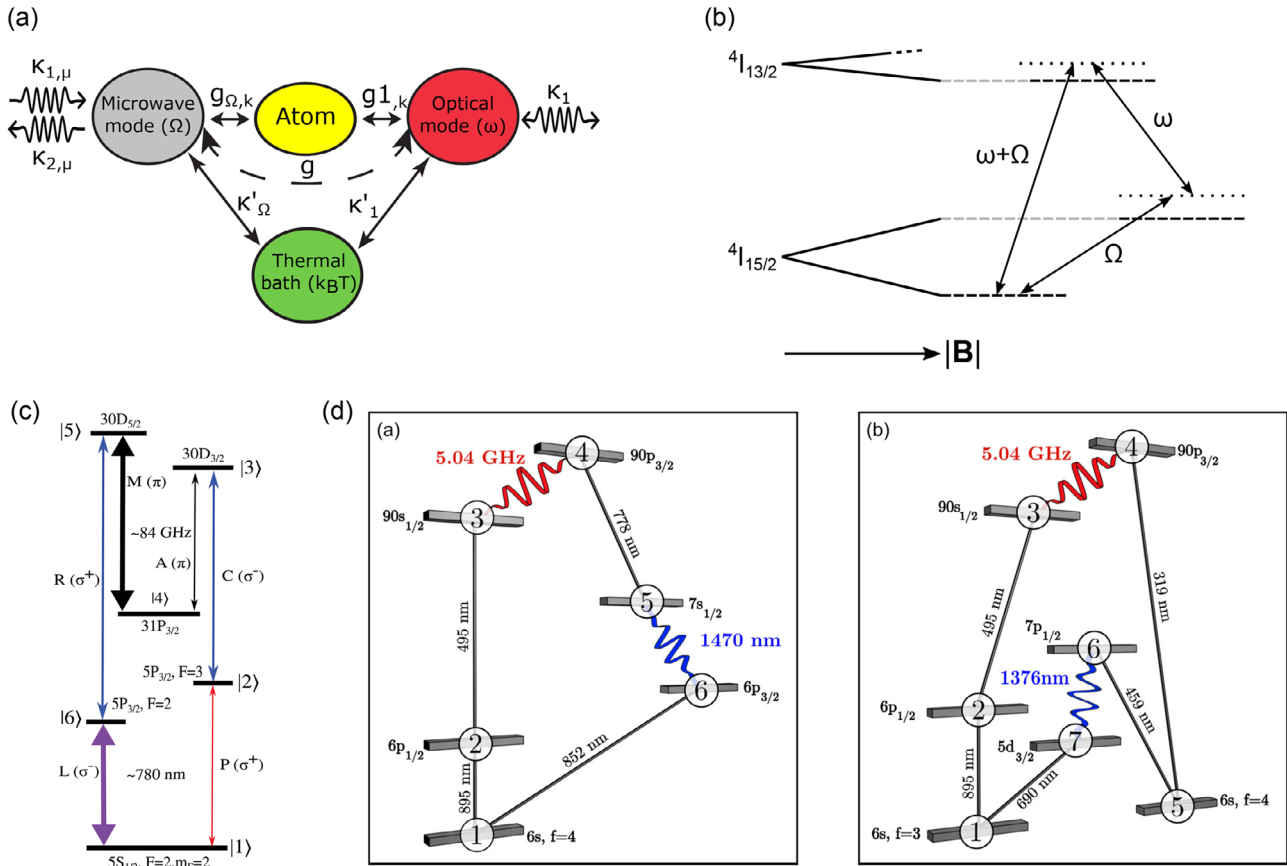 (a)
κ1,μ
κ2,μ
Microwave
mode (Ω)
gΩ,k
Atom
g1,k
Optical
mode (ω)
κ1
g
κ'Ω
κ'1
Thermal
bath (kBT)
(b)
4I13/2
ω+Ω
ω
4I15/2
Ω
|B|
(c)
30D5/2
|5⟩
30D3/2
|3⟩
M (π)
~84 GHz
R (σ+)
A (π)
C (σ-)
|4⟩
31P3/2
5P3/2, F=3
|2⟩
5P3/2, F=2
|6⟩
L (σ-)
~780 nm
P (σ+)
|1⟩
5S1/2, F=2,mF=2
(d)
(a)
5.04 GHz
4
90p3/2
90s1/2
3
778 nm
495 nm
5
7s1/2
1470 nm
6
6p3/2
6p1/2
2
852 nm
895 nm
1
6s, f=4
(b)
5.04 GHz
4
90p3/2
90s1/2
3
495 nm
319 nm
7p1/2
6
1376nm
459 nm
6p1/2
2
5d3/2
7
895 nm
690 nm
5
6s, f=4
6s, f=3
1